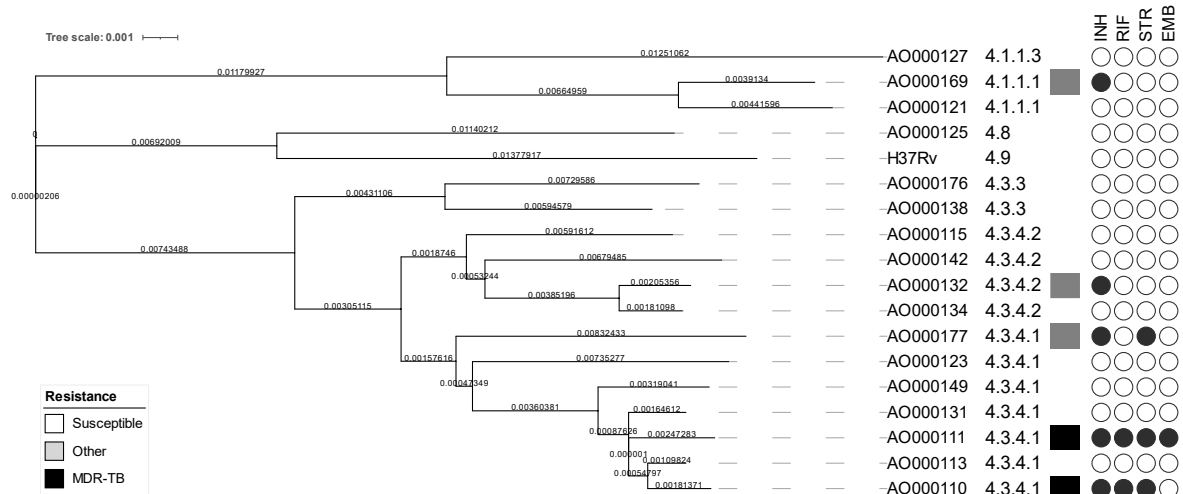 INH RIF STR EMB
Tree scale: 0.001
0.01251062
AO000127 4.1.1.3
0.01179927
0.0039134
AO000169 4.1.1.1
0.00664959
0.00441596
AO000121 4.1.1.1
0.01140212
AO000125 4.8
0
0.00692009
0.01377917
H37Rv 4.9
0.00729586
AO000176 4.3.3
0.00000206
0.00431106
0.00594579
AO000138 4.3.3
0.00591612
AO000115 4.3.4.2
0.00743488
0.0018746
0.00679485
AO000142 4.3.4.2
0.00053244
0.00205356
AO000132 4.3.4.2
0.00385196
0.00305115
0.00181098
AO000134 4.3.4.2
0.00832433
AO000177 4.3.4.1
0.00157616
0.00735277
AO000123 4.3.4.1
0.00047349
0.00319041
AO000149 4.3.4.1
0.00360381
0.00164612
AO000131 4.3.4.1
0.00087626
0.00247283
AO000111 4.3.4.1
0.000001
0.00109824
AO000113 4.3.4.1
0.00054797
0.00181371
AO000110 4.3.4.1
Resistance
Susceptible
Other
MDR-TB